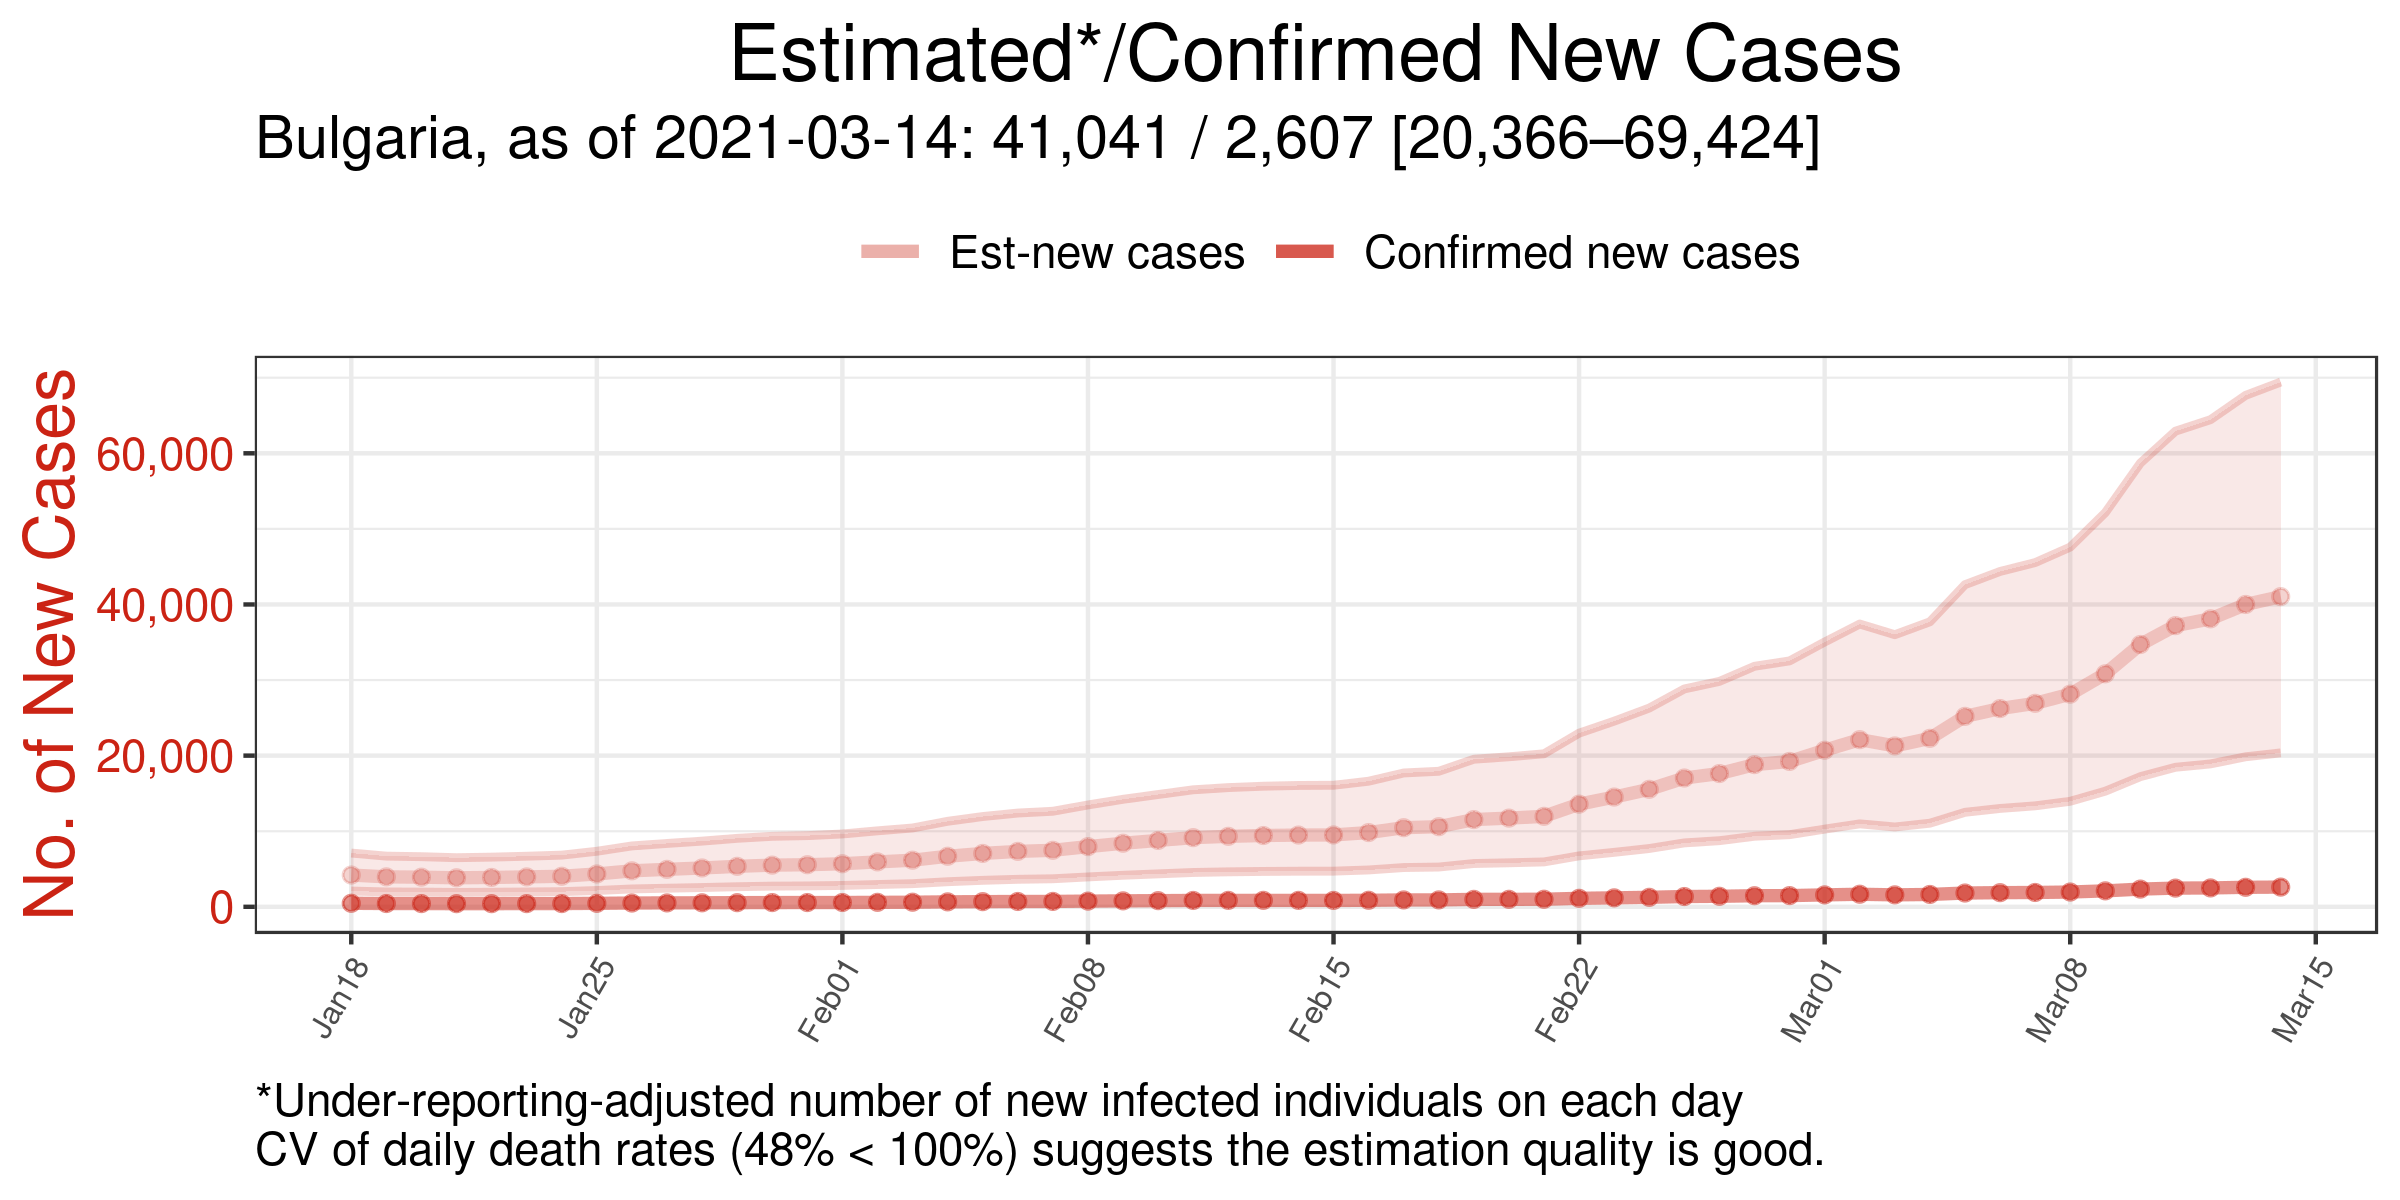 Estimated*/Confirmed New Cases
Bulgaria, as of 2021-03-14: 41,041 / 2,607 [20,366–69,424]
Est-new cases
Confirmed new cases
No. of New Cases
60,000
40,000
20,000
0
Jan18
Jan25
Feb01
Feb08
Feb15
Feb22
Mar01
Mar08
Mar15
*Under-reporting-adjusted number of new infected individuals on each day
CV of daily death rates (48% < 100%) suggests the estimation quality is good.